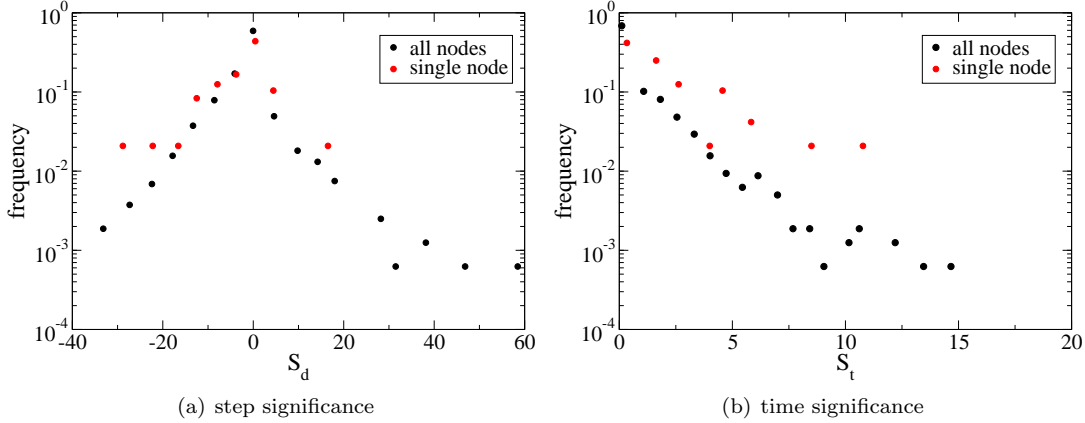 10^0
10^-1
10^-2
10^-3
10^-4
frequency
-40
-20
0
20
40
60
S_d
all nodes
single node
(a) step significance
10^0
10^-1
10^-2
10^-3
10^-4
frequency
0
5
10
15
20
S_t
all nodes
single node
(b) time significance